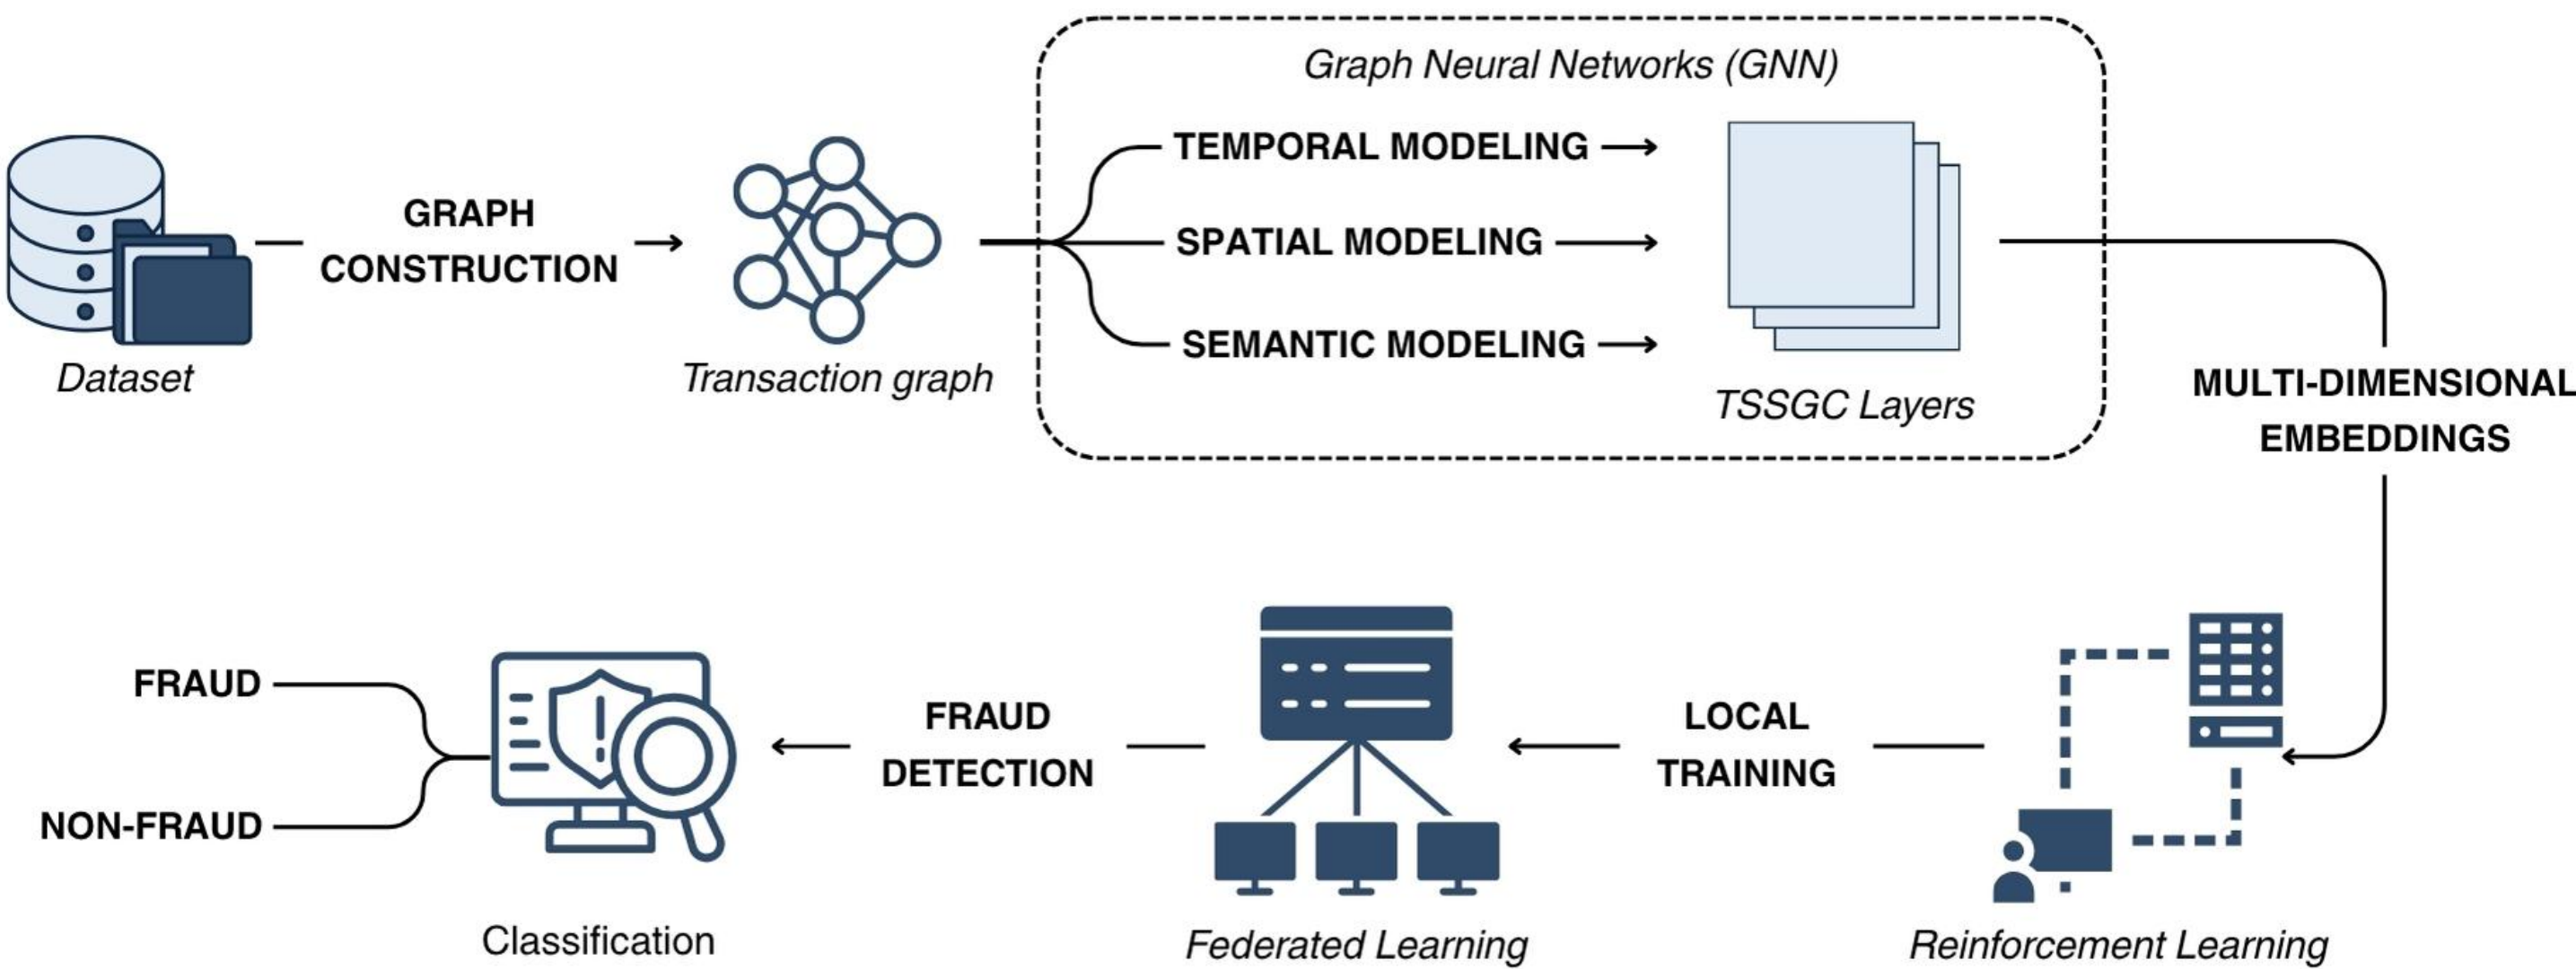 Graph Neural Networks (GNN)
TEMPORAL MODELING
GRAPH
CONSTRUCTION
SPATIAL MODELING
SEMANTIC MODELING
Dataset
Transaction graph
TSSGC Layers
MULTI-DIMENSIONAL
EMBEDDINGS
FRAUD
NON-FRAUD
FRAUD
DETECTION
LOCAL
TRAINING
Classification
Federated Learning
Reinforcement Learning